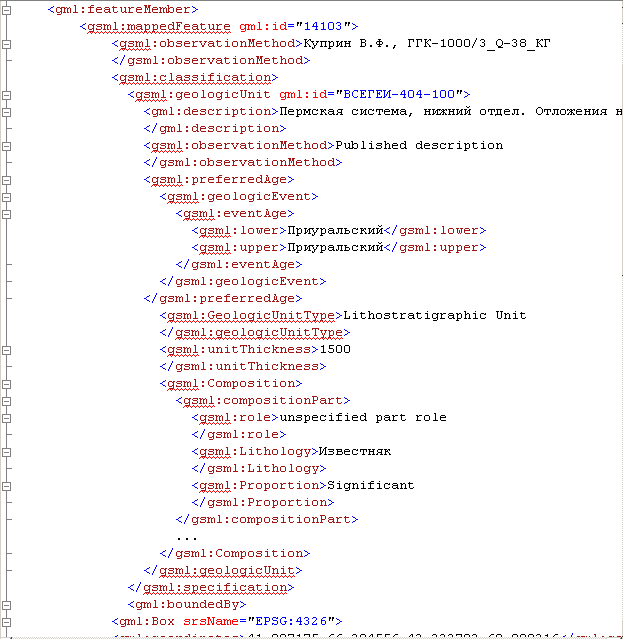 <gml:featureMember>
<gsml:mappedFeature gml:id="14103">
<gsml:observationMethod>Куприн В.Ф., ГГК-1000/3_Q-38_КГ
</gsml:observationMethod>
<gsml:classification>
<gsml:geologicUnit gml:id="ВСЕГЕИ-404-100">
<gml:description>Пермская система, нижний отдел. Отложения н
</gml:description>
<gsml:observationMethod>Published description
</gsml:observationMethod>
<gsml:preferredAge>
<gsml:geologicEvent>
<gsml:eventAge>
<gsml:lower>Приуральский</gsml:lower>
<gsml:upper>Приуральский</gsml:upper>
</gsml:eventAge>
</gsml:geologicEvent>
</gsml:preferredAge>
<gsml:GeologicUnitType>Lithostratigraphic Unit
</gsml:geologicUnitType>
<gsml:unitThickness>1500
</gsml:unitThickness>
<gsml:Composition>
<gsml:compositionPart>
<gsml:role>unspecified part role
</gsml:role>
<gsml:Lithology>Известняк
</gsml:Lithology>
<gsml:Proportion>Significant
</gsml:Proportion>
</gsml:compositionPart>
...
</gsml:Composition>
</gsml:geologicUnit>
</gsml:specification>
<gml:boundedBy>
<gml:Box srsName="EPSG:4326">